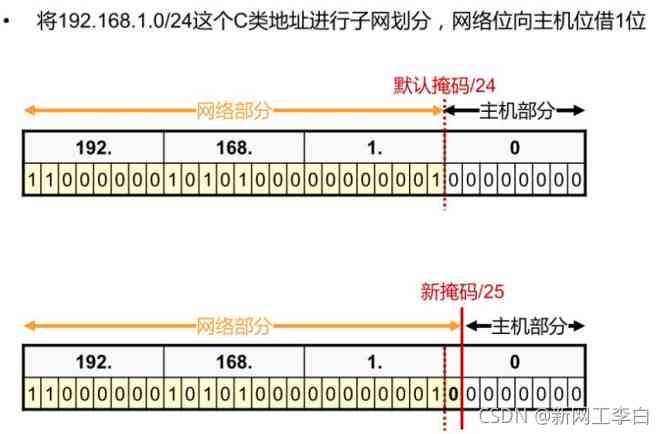 • 将192.168.1.0/24这个C类地址进行子网划分，网络位向主机位借1位
默认掩码/24
网络部分 主机部分
192. 168. 1. 0
1 1 0 0 0 0 0 0 1 0 1 0 1 0 0 0 0 0 0 0 0 0 0 1 0 0 0 0 0 0 0 0
新掩码/25
网络部分 主机部分
192. 168. 1. 0
1 1 0 0 0 0 0 0 1 0 1 0 1 0 0 0 0 0 0 0 0 0 0 1 0 0 0 0 0 0 0 0
CSDN @新网工李白